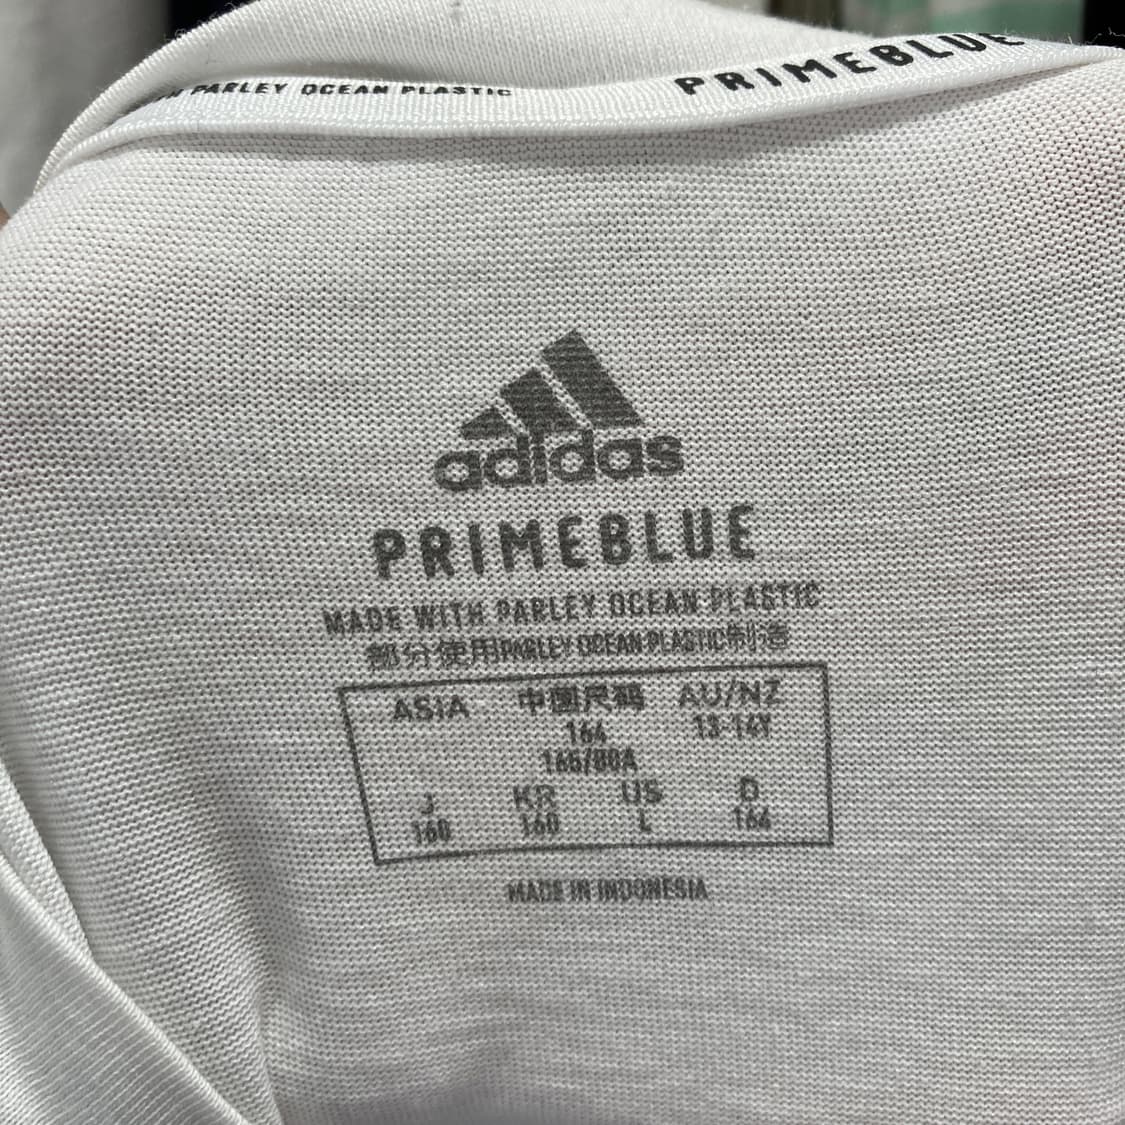 PARLEY OCEAN PLASTIC
PRIMEBLUE
adidas
PRIMEBLUE
MADE WITH PARLEY OCEAN PLASTIC
部分使用PARLEY OCEAN PLASTIC制造
ASIA 中國尺码 AU/NZ
164 13-14Y
165/80A
J KR US D
160 160 L 164
MADE IN INDONESIA